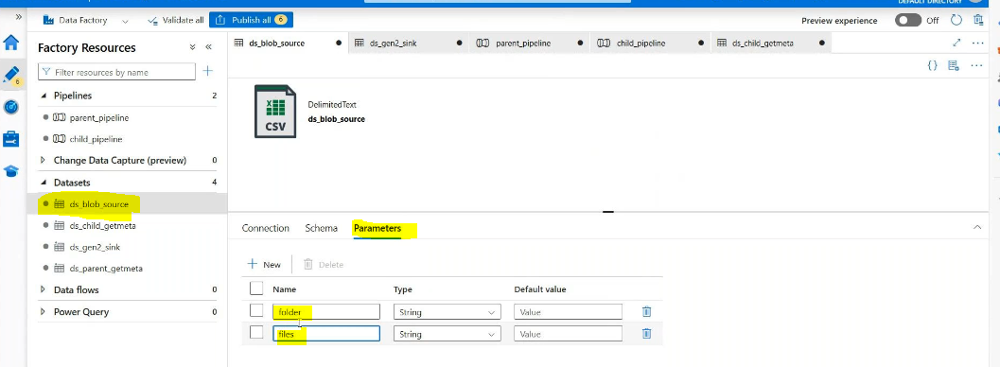 DEFAULT DIRECTORY
Data Factory
Validate all
Publish all 6
Preview experience
Off
6
Factory Resources
Filter resources by name
Pipelines 2
parent_pipeline
child_pipeline
Change Data Capture (preview) 0
Datasets 4
ds_blob_source
ds_child_getmeta
ds_gen2_sink
ds_parent_getmeta
Data flows 0
Power Query 0
ds_blob_source
ds_gen2_sink
parent_pipeline
child_pipeline
ds_child_getmeta
CSV
DelimitedText
ds_blob_source
Connection
Schema
Parameters
New
Delete
Name Type Default value
folder String Value
files String Value